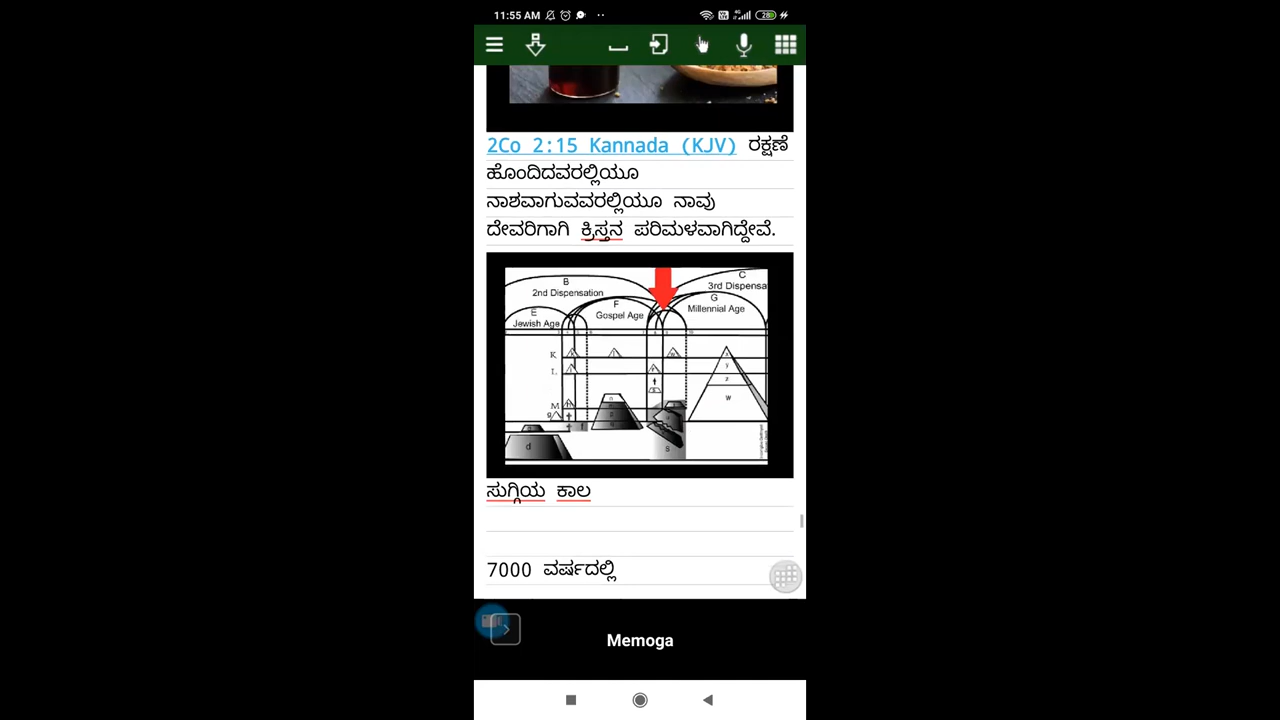 11:55 AM
28
2Co 2:15 Kannada (KJV) ರಕ್ಷಣೆ
ಹೊಂದಿದವರಲ್ಲಿಯೂ
ನಾಶವಾಗುವವರಲ್ಲಿಯೂ ನಾವು
ದೇವರಿಗಾಗಿ ಕ್ರಿಸ್ತನ ಪರಿಮಳವಾಗಿದ್ದೇವೆ.
B
2nd Dispensation
C
3rd Dispensa
E
Jewish Age
F
Gospel Age
G
Millennial Age
K
L
M
n
d
S
x
y
z
W
ಸುಗ್ಗಿಯ ಕಾಲ
7000 ವರ್ಷದಲ್ಲಿ
Memoga